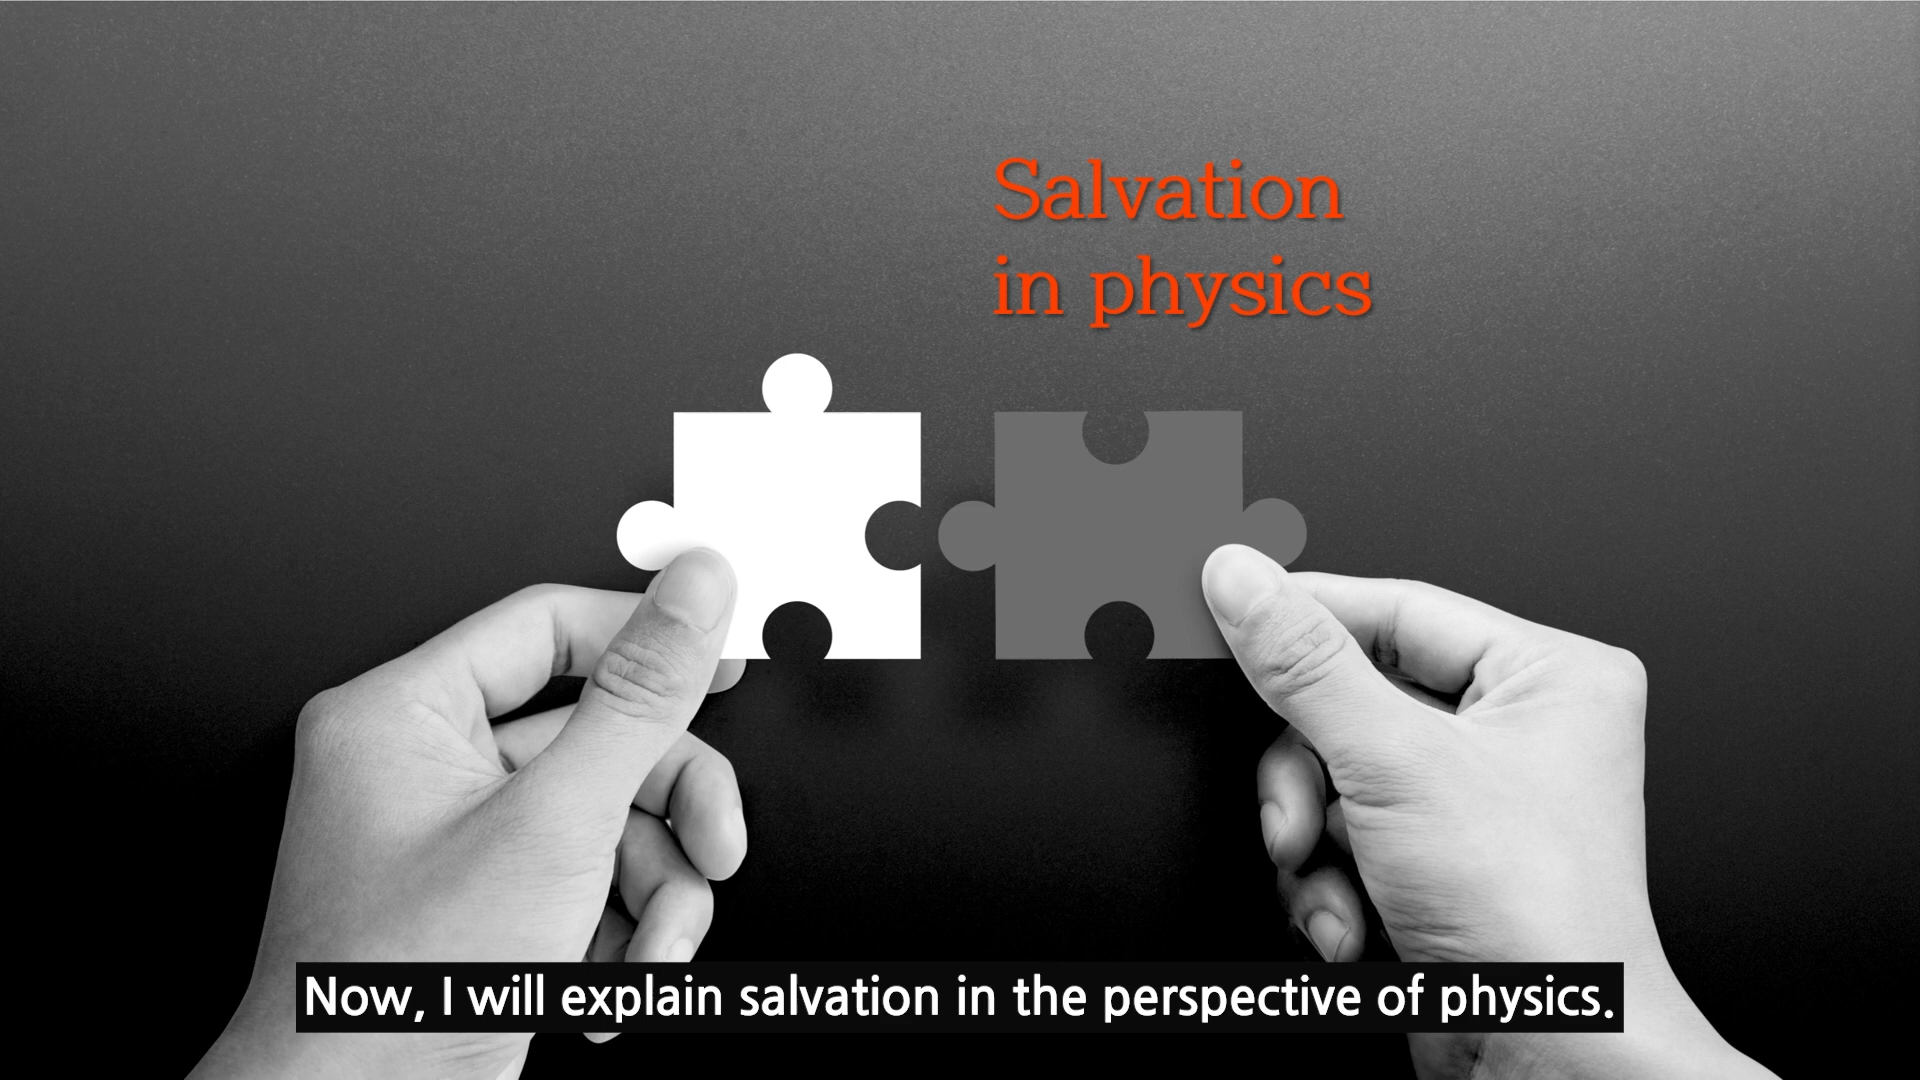 Salvation
in physics
Now, I will explain salvation in the perspective of physics.